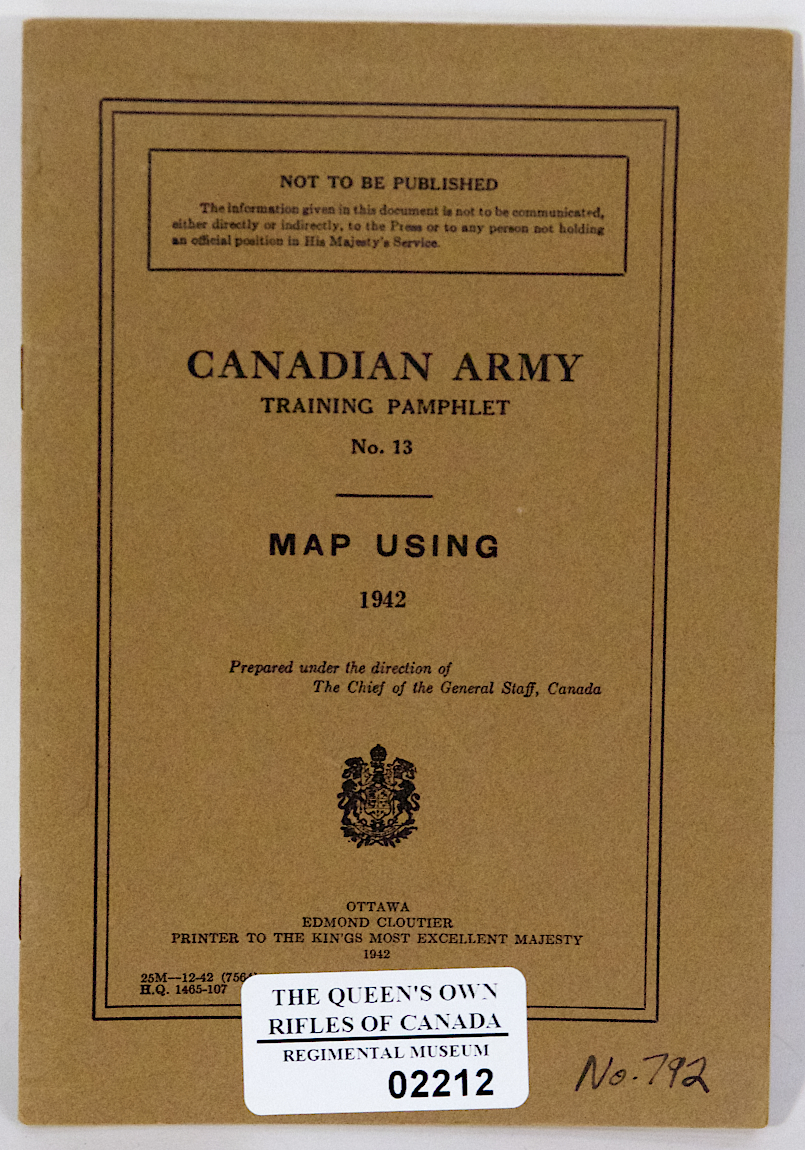 NOT TO BE PUBLISHED
The information given in this document is not to be communicated,
either directly or indirectly, to the Press or to any person not holding
an official position in His Majesty's Service.
CANADIAN ARMY
TRAINING PAMPHLET
No. 13
MAP USING
1942
Prepared under the direction of
The Chief of the General Staff, Canada
OTTAWA
EDMOND CLOUTIER
PRINTER TO THE KIN'GS MOST EXCELLENT MAJESTY
1942
25M—12-42 (7564)
H.Q. 1465-107
THE QUEEN'S OWN
RIFLES OF CANADA
REGIMENTAL MUSEUM
02212
No. 792